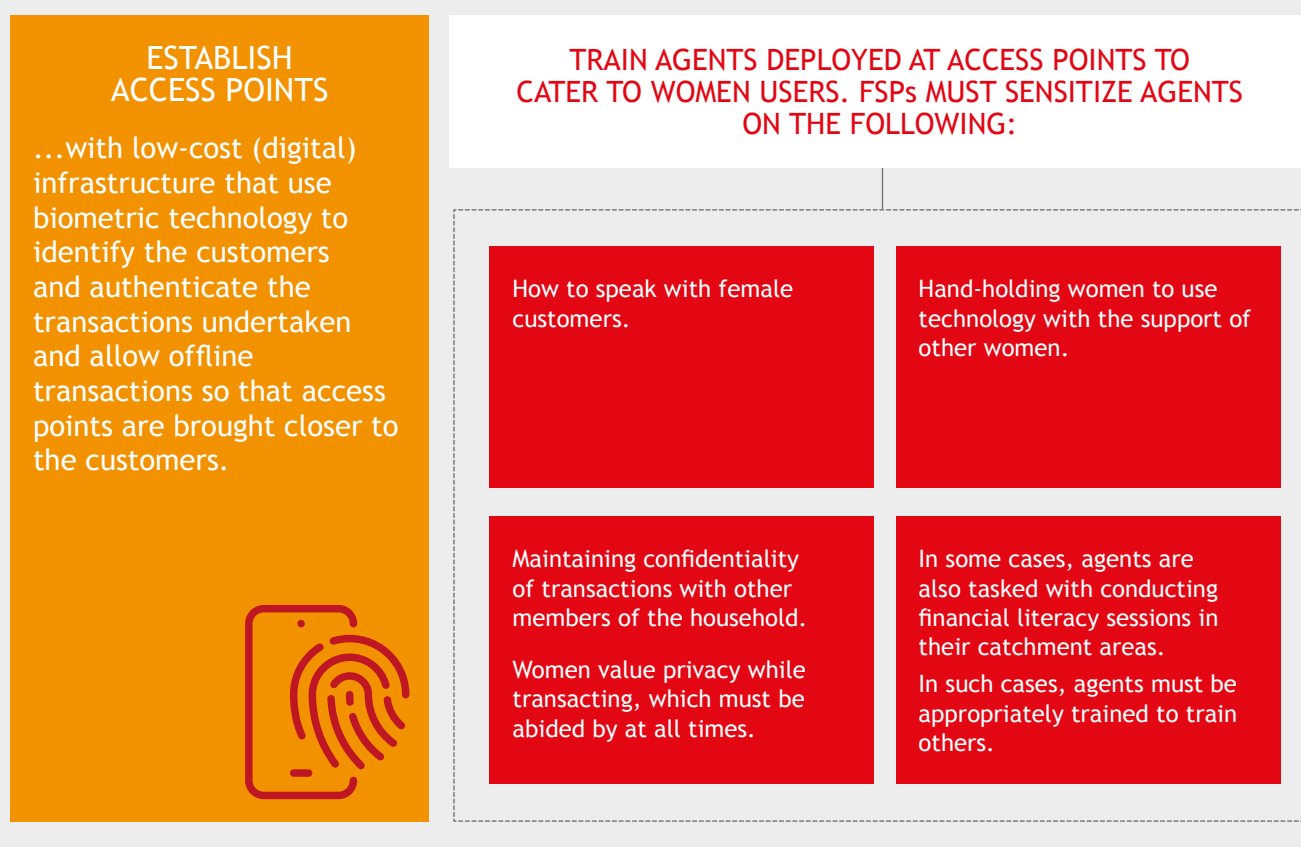 ESTABLISH
ACCESS POINTS
...with low-cost (digital)
infrastructure that use
biometric technology to
identify the customers
and authenticate the
transactions undertaken
and allow offline
transactions so that access
points are brought closer to
the customers.
TRAIN AGENTS DEPLOYED AT ACCESS POINTS TO
CATER TO WOMEN USERS. FSPs MUST SENSITIZE AGENTS
ON THE FOLLOWING:
How to speak with female
customers.
Hand-holding women to use
technology with the support of
other women.
Maintaining confidentiality
of transactions with other
members of the household.
Women value privacy while
transacting, which must be
abided by at all times.
In some cases, agents are
also tasked with conducting
financial literacy sessions in
their catchment areas.
In such cases, agents must be
appropriately trained to train
others.